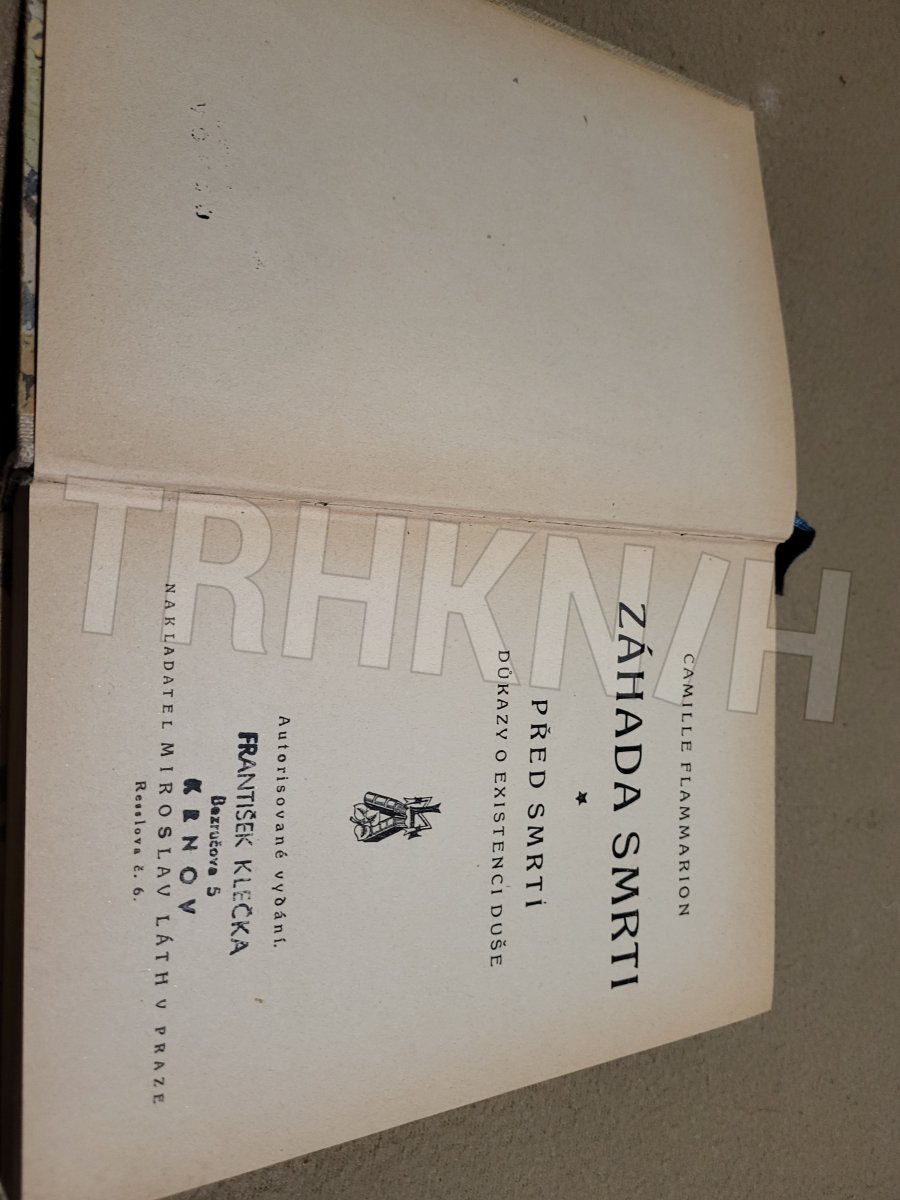 CAMILLE FLAMMARION
ZÁHADA SMRTI
PŘED SMRTÍ
DŮKAZY O EXISTENCI DUŠE
Autorisované vydání.
FRANTIŠEK KLEČKA
Bezručova 5
KRNOV
NAKLADATEL MIROSLAV LÁTH V PRAZE
Resslova č. 6.
TRHKNIH